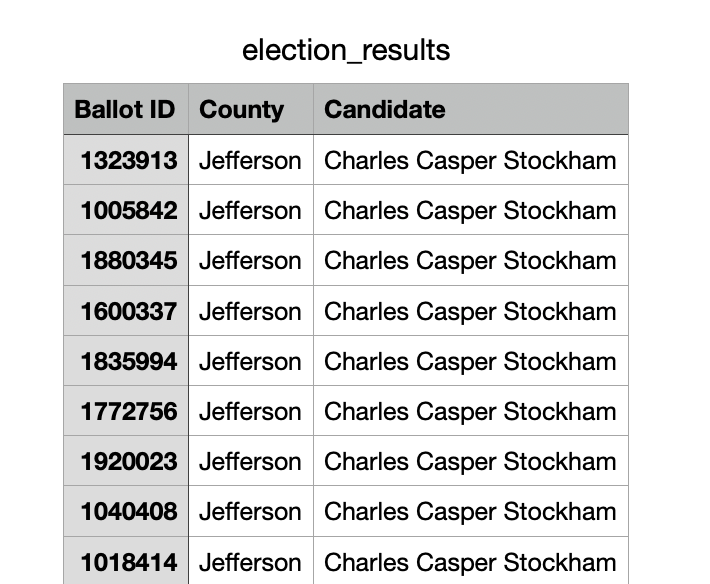 election_results
Ballot ID County Candidate
1323913 Jefferson Charles Casper Stockham
1005842 Jefferson Charles Casper Stockham
1880345 Jefferson Charles Casper Stockham
1600337 Jefferson Charles Casper Stockham
1835994 Jefferson Charles Casper Stockham
1772756 Jefferson Charles Casper Stockham
1920023 Jefferson Charles Casper Stockham
1040408 Jefferson Charles Casper Stockham
1018414 Jefferson Charles Casper Stockham